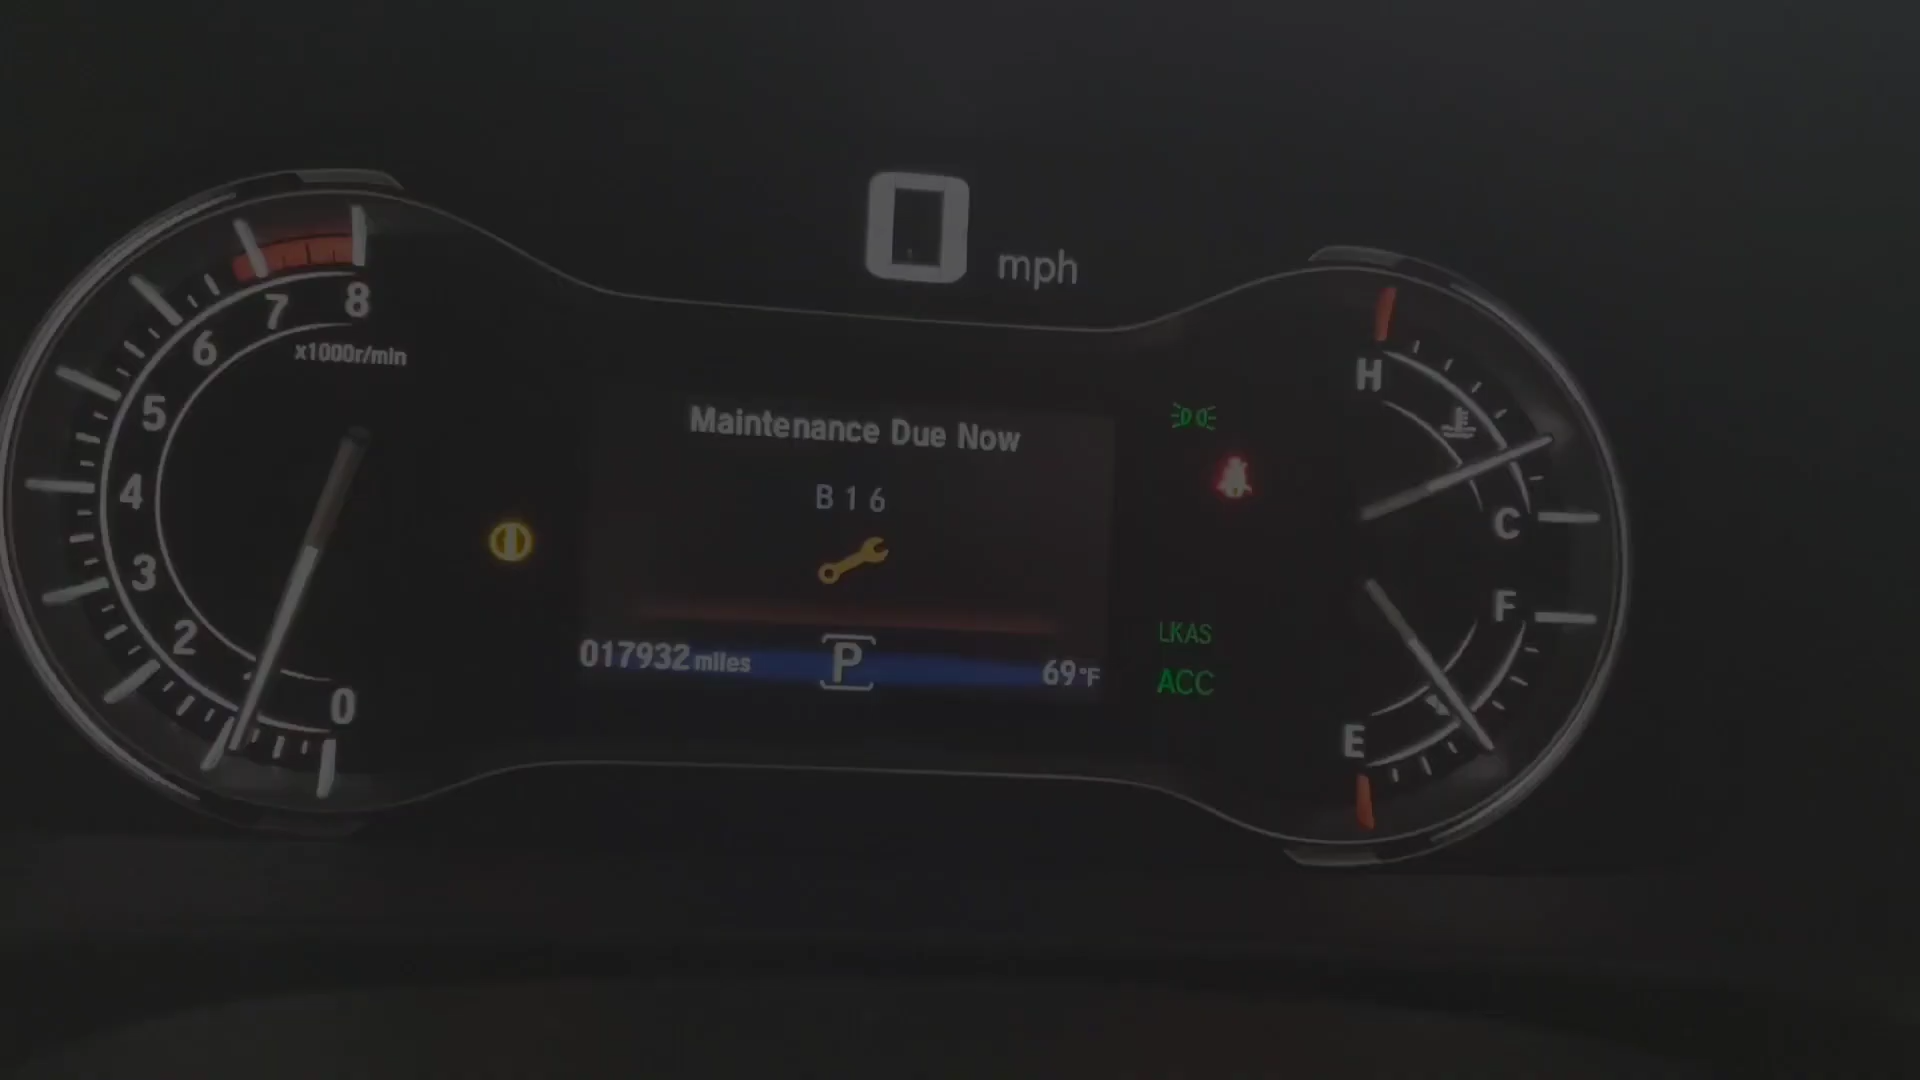 0 mph
8
7
6
x1000r/min
5
4
3
2
0
Maintenance Due Now
B 1 6
017932 miles
P
69°F
LKAS
ACC
H
C
F
E